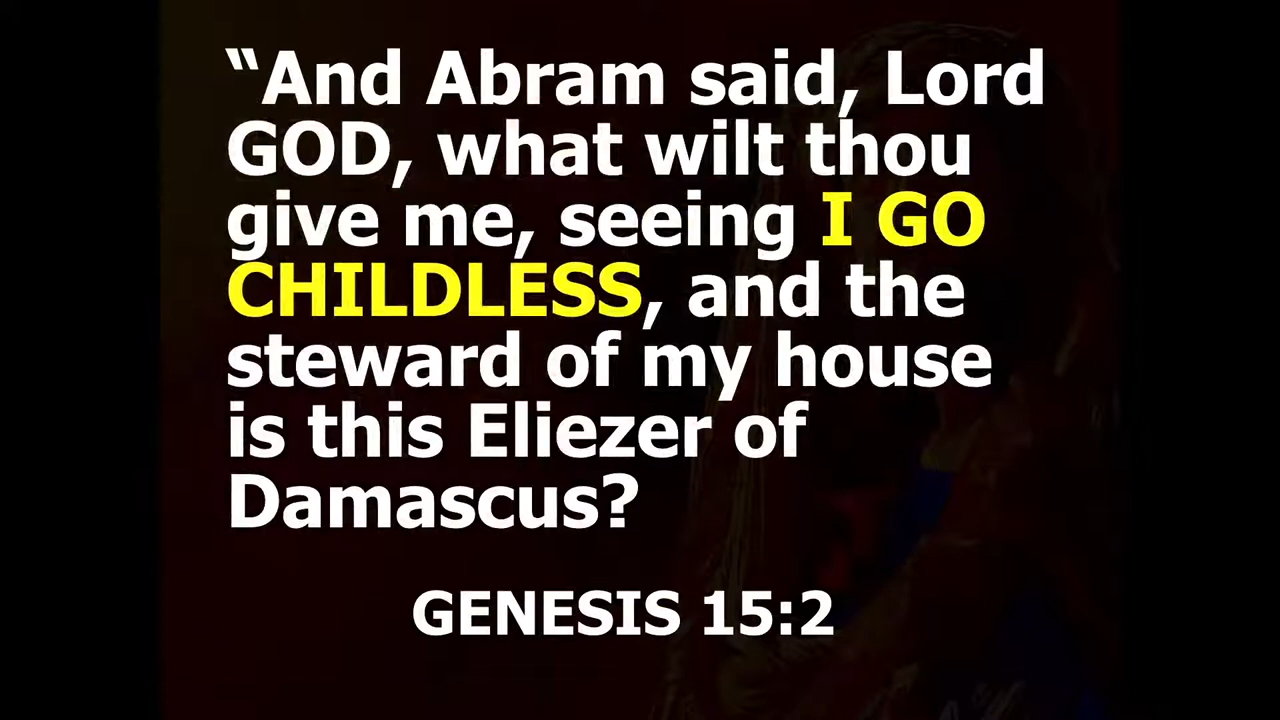 “And Abram said, Lord
GOD, what wilt thou
give me, seeing I GO
CHILDLESS, and the
steward of my house
is this Eliezer of
Damascus?
GENESIS 15:2